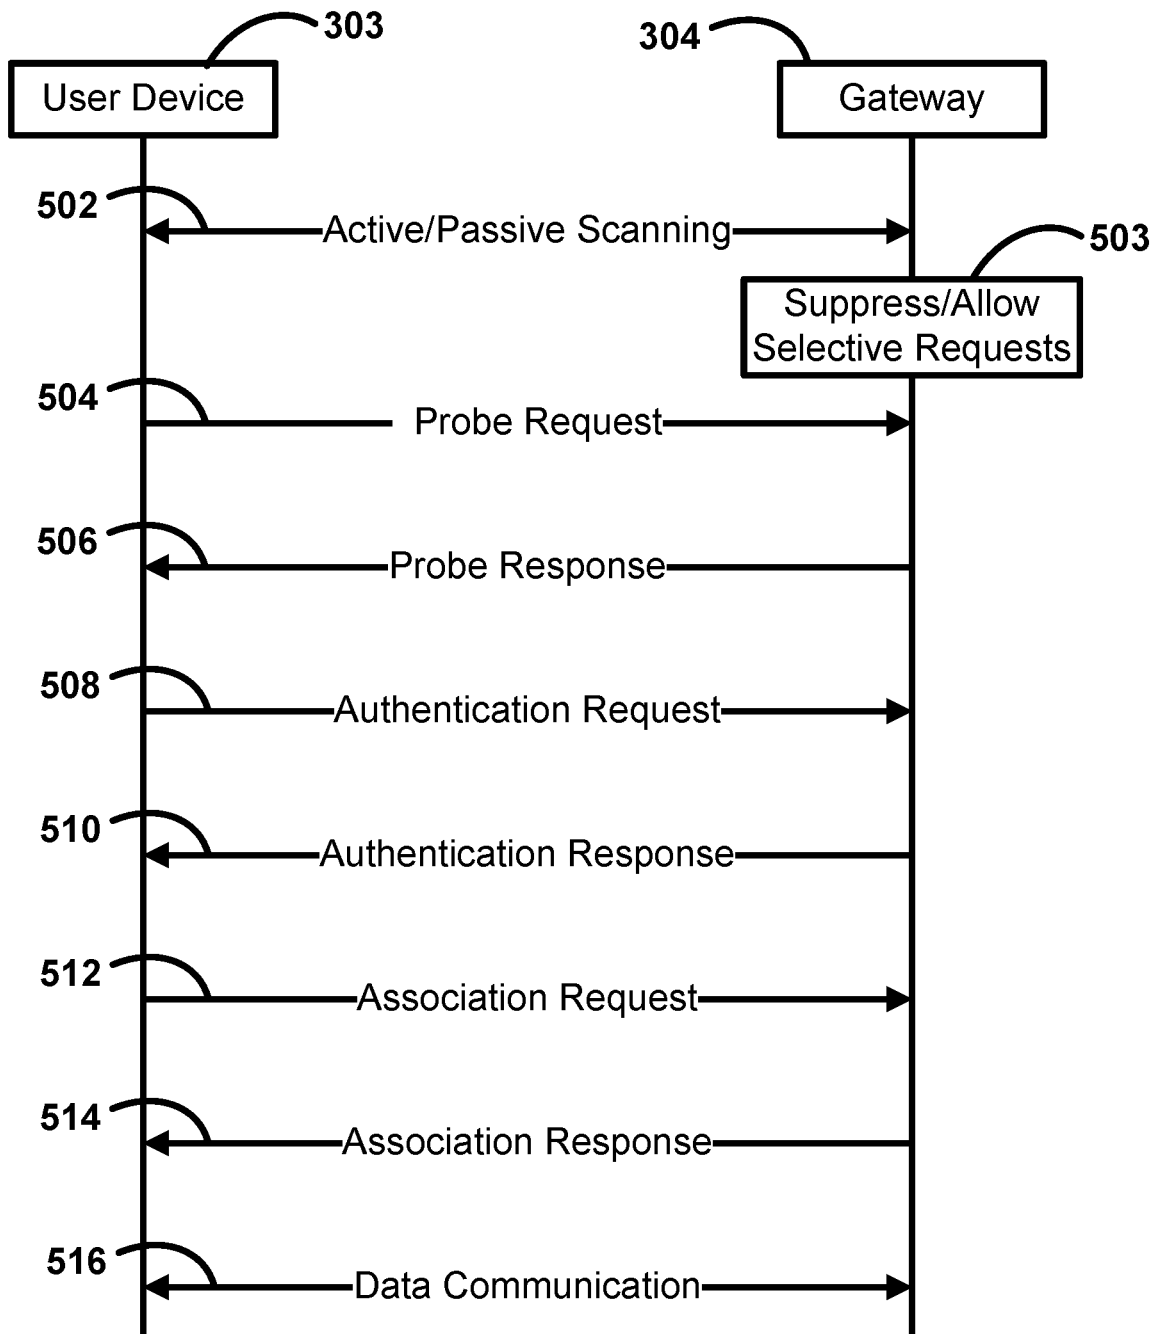 303
304
User Device
Gateway
502
Active/Passive Scanning
503
Suppress/Allow
Selective Requests
504
Probe Request
506
Probe Response
508
Authentication Request
510
Authentication Response
512
Association Request
514
Association Response
516
Data Communication